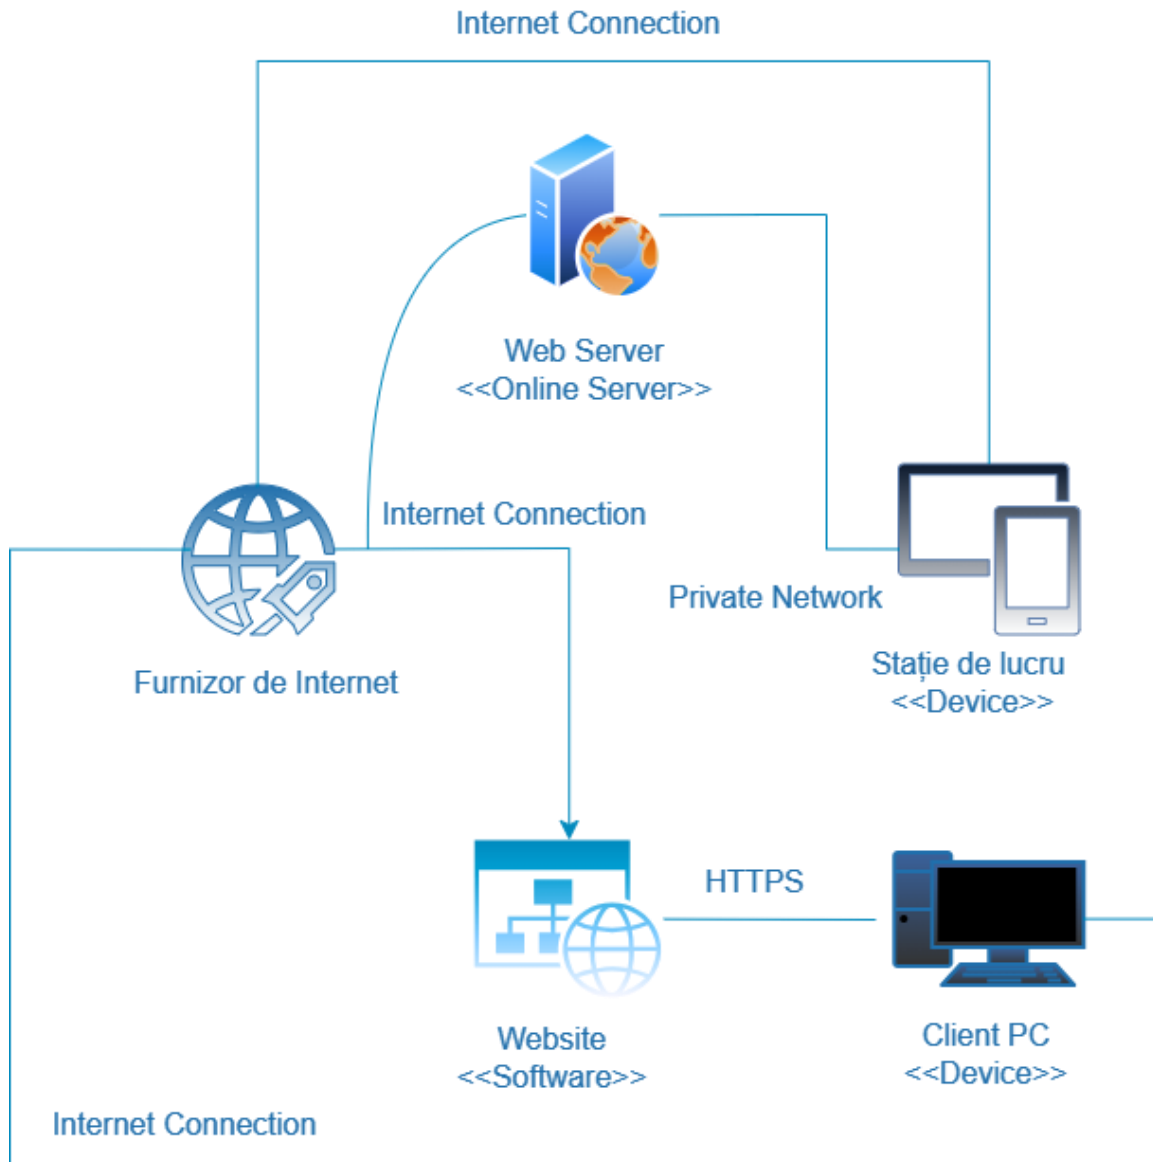 Internet Connection
Web Server
<<Online Server>>
Internet Connection
Private Network
Furnizor de Internet
Stație de lucru
<<Device>>
HTTPS
Website
<<Software>>
Client PC
<<Device>>
Internet Connection